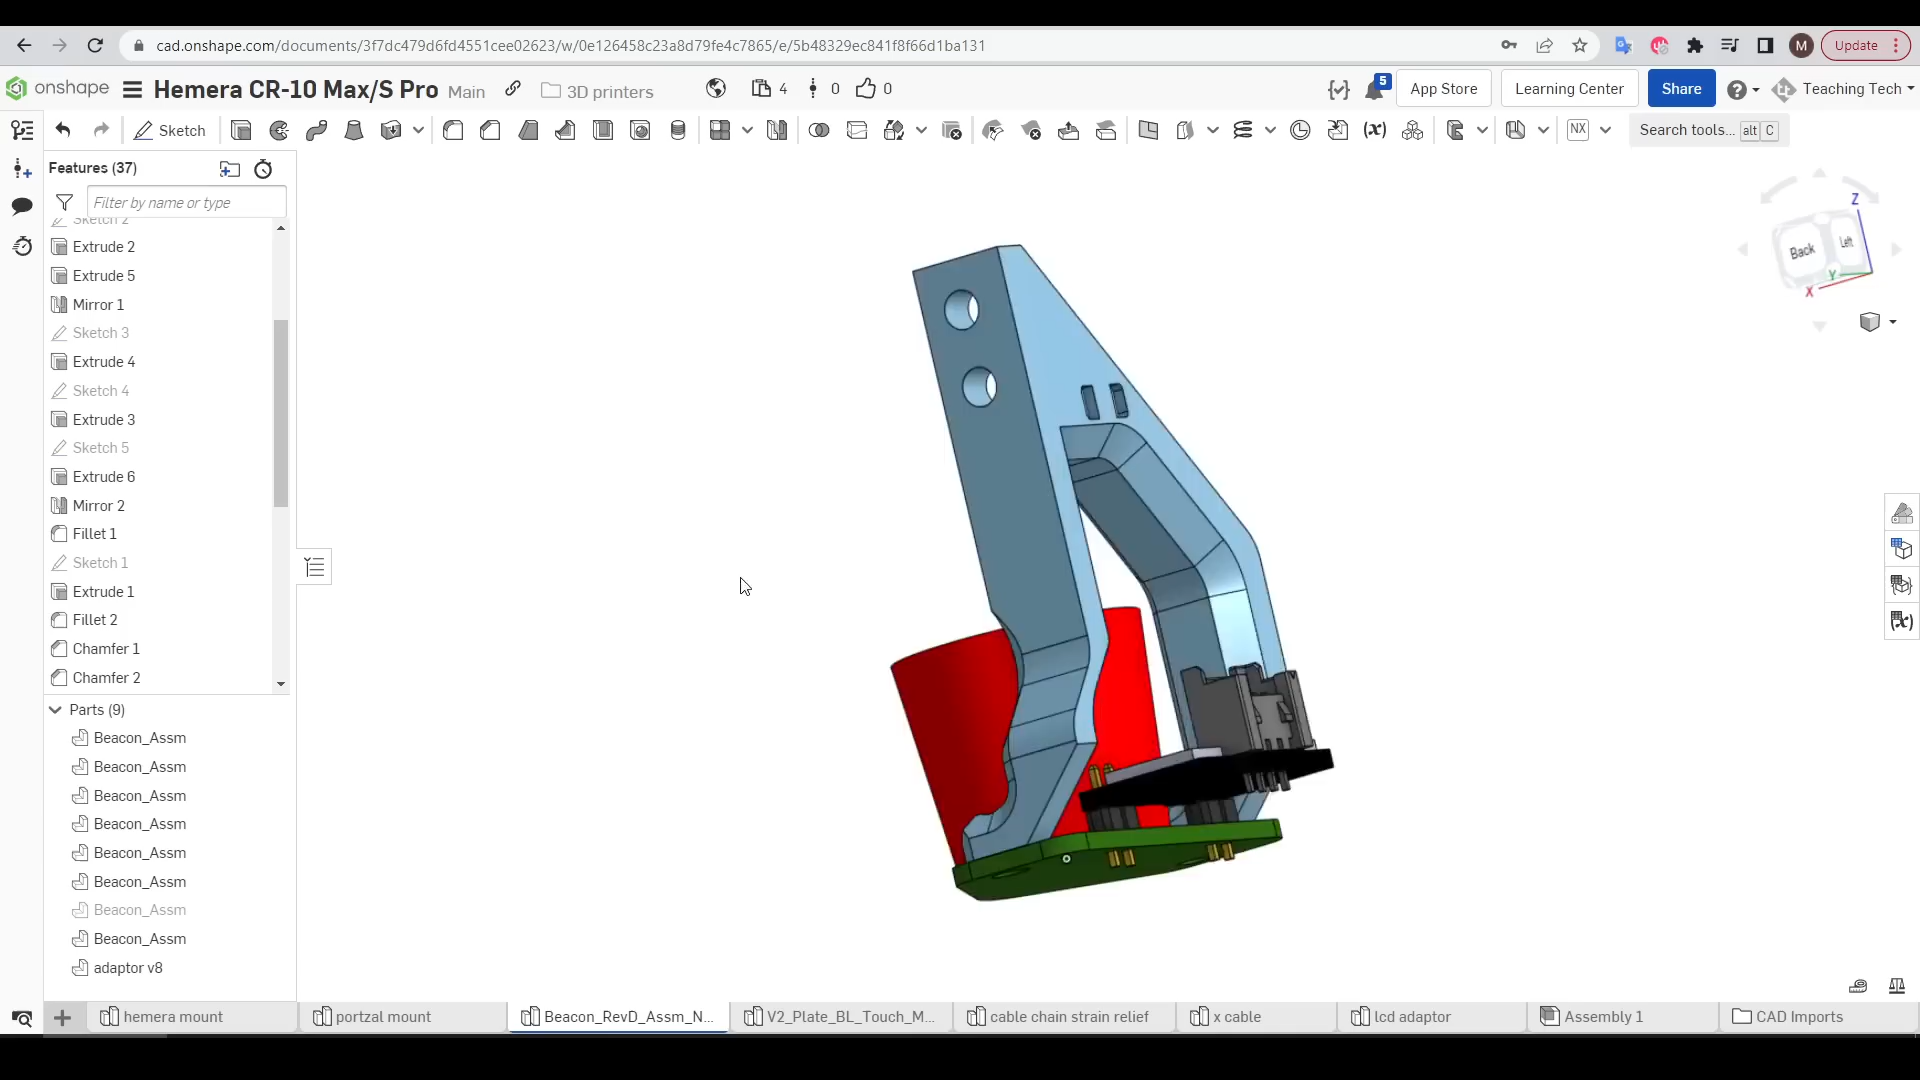 cad.onshape.com/documents/3f7dc479d6fd4551cee02623/w/0e126458c23a8d79fe4c7865/e/5b48329ec841f8f66d1ba131
M
Update
onshape
Hemera CR-10 Max/S Pro
Main
3D printers
4
0
0
5
App Store
Learning Center
Share
Teaching Tech
Sketch
(x)
NX
Search tools...
alt
C
Features (37)
Filter by name or type
Sketch 2
Extrude 2
Extrude 5
Mirror 1
Sketch 3
Extrude 4
Sketch 4
Extrude 3
Sketch 5
Extrude 6
Mirror 2
Fillet 1
Sketch 1
Extrude 1
Fillet 2
Chamfer 1
Chamfer 2
Parts (9)
Beacon_Assm
Beacon_Assm
Beacon_Assm
Beacon_Assm
Beacon_Assm
Beacon_Assm
Beacon_Assm
Beacon_Assm
adaptor v8
Z
Back
Left
Y
X
(x)
hemera mount
portzal mount
Beacon_RevD_Assm_N...
V2_Plate_BL_Touch_M...
cable chain strain relief
x cable
lcd adaptor
Assembly 1
CAD Imports